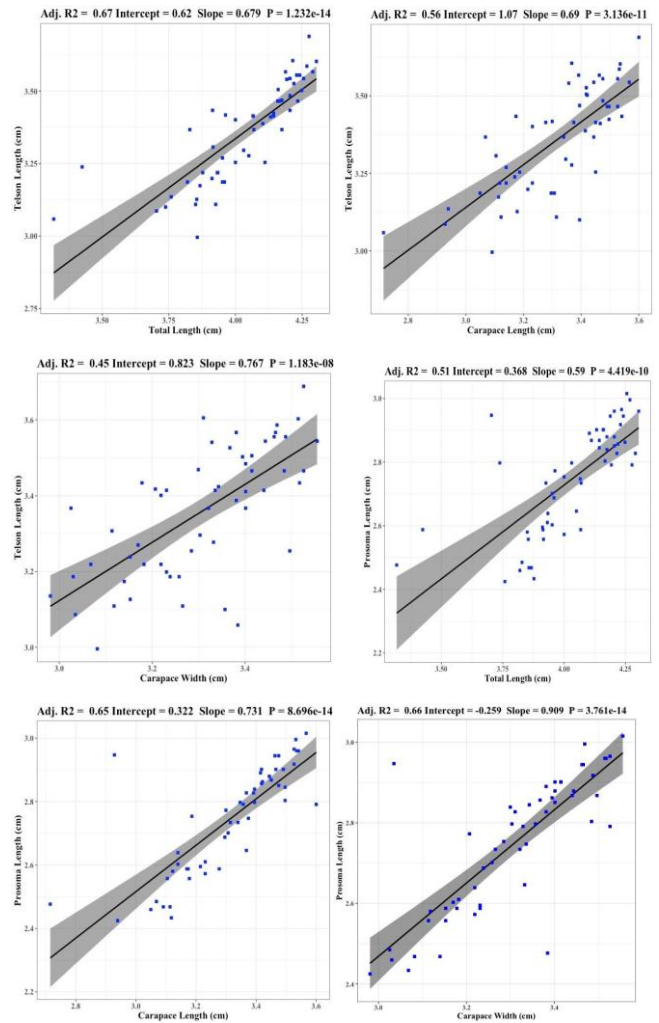 Adj. R2 = 0.67 Intercept = 0.62 Slope = 0.679 P = 1.232e-14
3.50
3.25
3.00
2.75
Telson Length (cm)
3.50
3.75
4.00
4.25
Total Length (cm)
Adj. R2 = 0.56 Intercept = 1.07 Slope = 0.69 P = 3.136e-11
3.50
3.25
3.00
Telson Length (cm)
2.8
3.0
3.2
3.4
3.6
Carapace Length (cm)
Adj. R2 = 0.45 Intercept = 0.823 Slope = 0.767 P = 1.183e-08
3.6
3.4
3.2
3.0
Telson Length (cm)
3.0
3.2
3.4
Carapace Width (cm)
Adj. R2 = 0.51 Intercept = 0.368 Slope = 0.59 P = 4.419e-10
3.0
2.8
2.6
2.4
2.2
Prosoma Length (cm)
3.50
3.75
4.00
4.25
Total Length (cm)
Adj. R2 = 0.65 Intercept = 0.322 Slope = 0.731 P = 8.696e-14
3.0
2.8
2.6
2.4
2.2
Prosoma Length (cm)
2.8
3.0
3.2
3.4
3.6
Carapace Length (cm)
Adj. R2 = 0.66 Intercept = -0.259 Slope = 0.909 P = 3.761e-14
3.0
2.8
2.6
2.4
Prosoma Length (cm)
3.0
3.2
3.4
Carapace Width (cm)